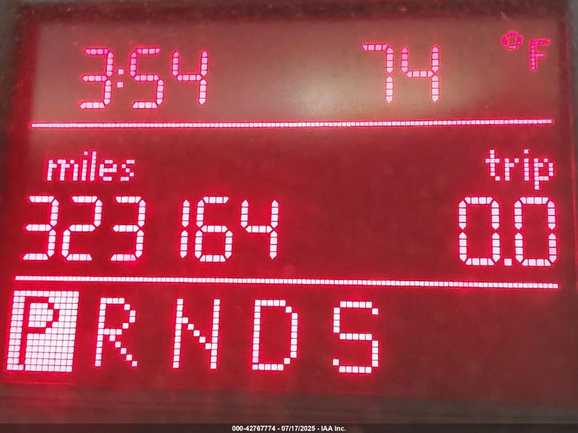 3:54 74 °F
miles trip
323164 0.0
P R N D S
000-42767774 - 07/17/2025 - IAA Inc.